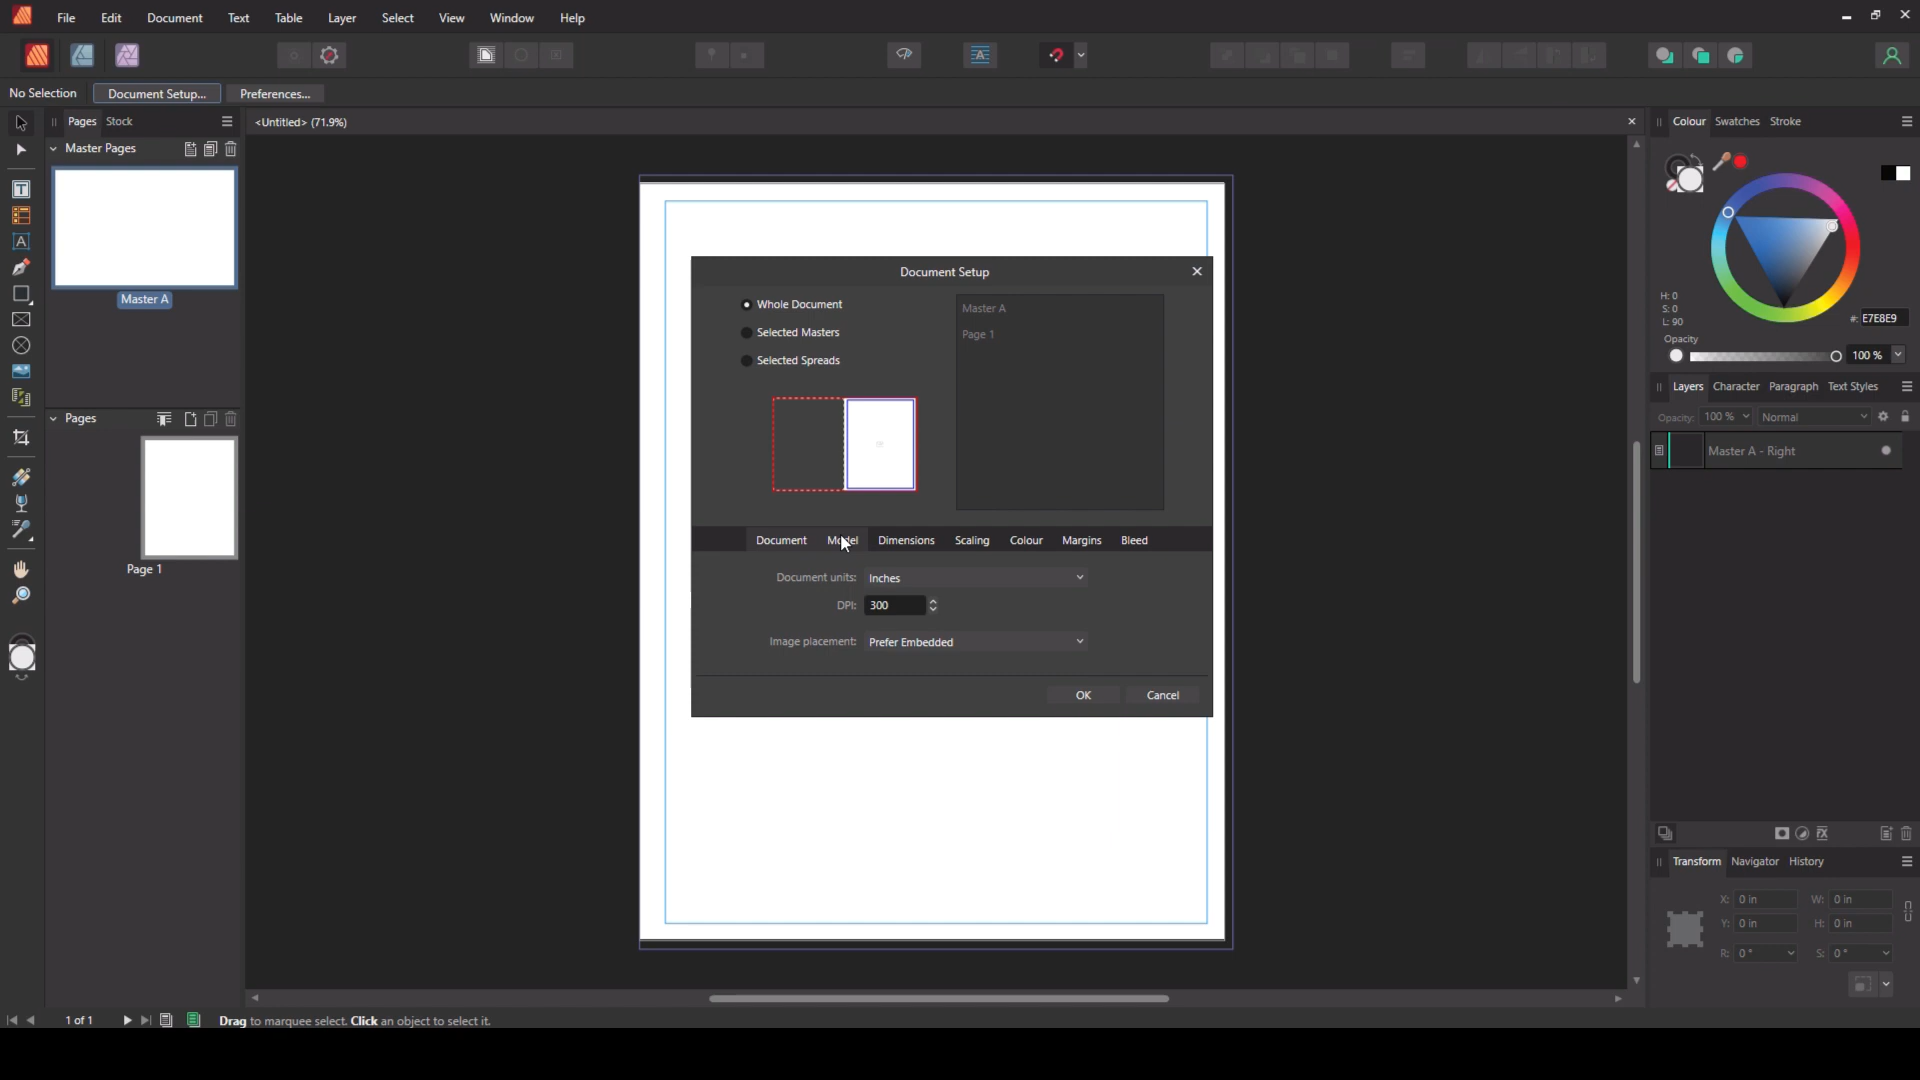 File Edit Document Text Table Layer Select View Window Help
No Selection Document Setup... Preferences...
Pages Stock
<Untitled> (71.9%)
Colour Swatches Stroke
Master Pages
Master A
H: 0
S: 0
L: 90
#: E7E8E9
Opacity
100 %
Layers Character Paragraph Text Styles
Opacity: 100 % Normal
Master A - Right
Pages
Page 1
Document Setup
Whole Document
Selected Masters
Selected Spreads
Master A
Page 1
Document Model Dimensions Scaling Colour Margins Bleed
Document units: Inches
DPI: 300
Image placement: Prefer Embedded
OK Cancel
Transform Navigator History
X: 0 in W: 0 in
Y: 0 in H: 0 in
R: 0 ° S: 0 °
1 of 1 Drag to marquee select. Click an object to select it.